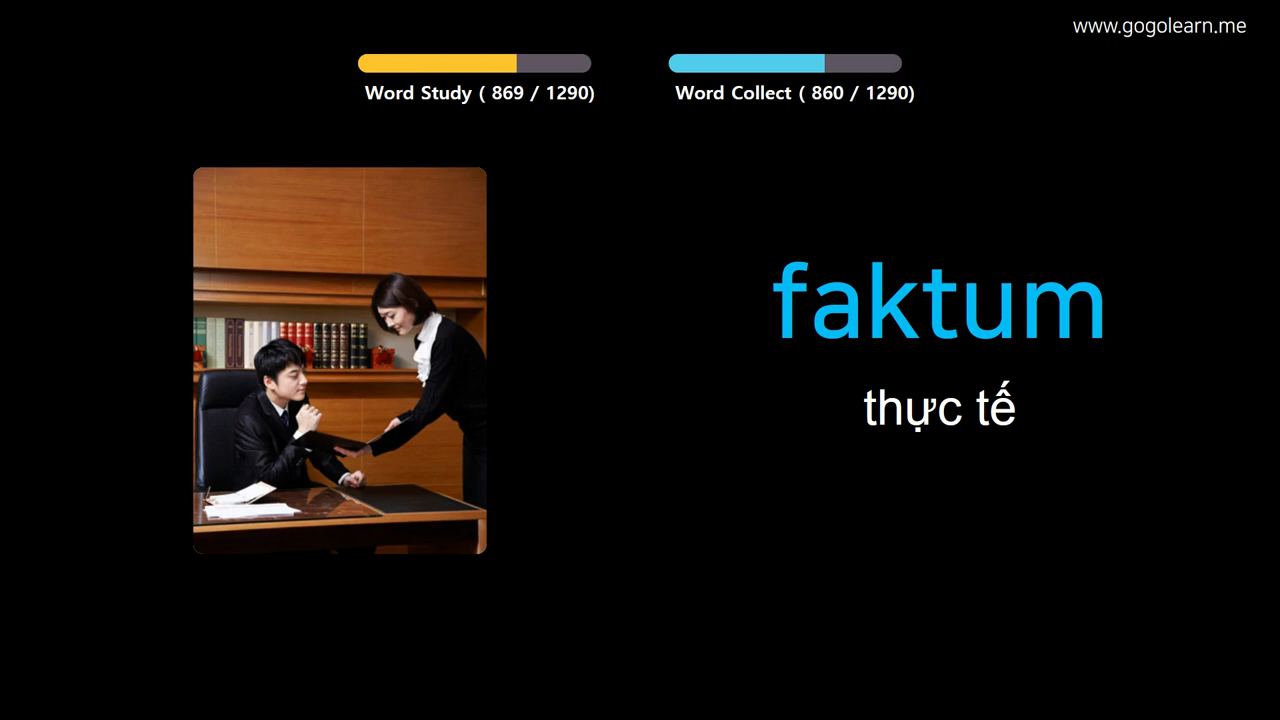 www.gogolearn.me
Word Study ( 869 / 1290)
Word Collect ( 860 / 1290)
faktum
thực tế